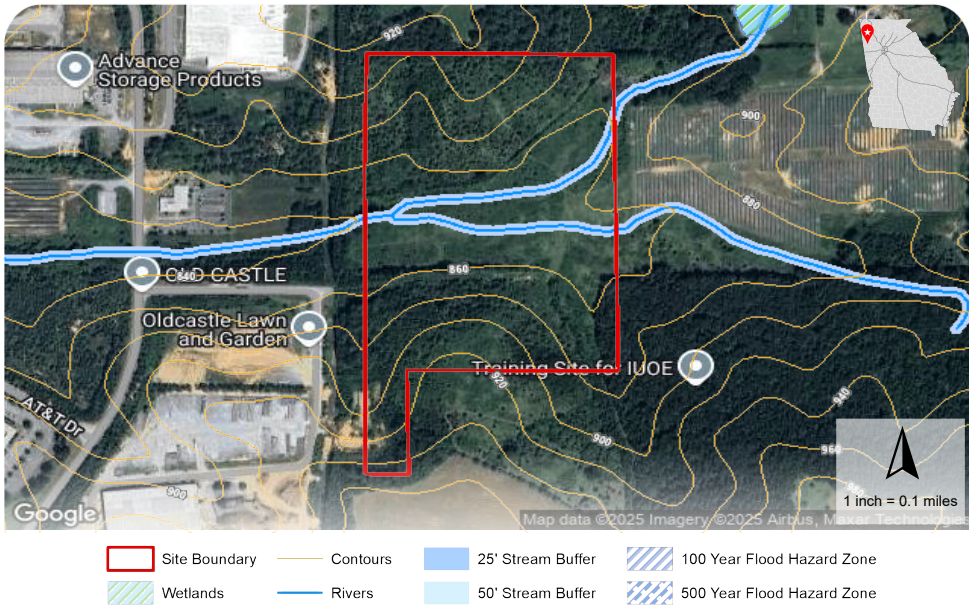 920
Advance
Storage Products
900
880
860
840
OLD CASTLE
Oldcastle Lawn
and Garden
Training Site for IUOE
920
940
AT&T Dr
900
960
900
1 inch = 0.1 miles
Google
Map data ©2025 Imagery ©2025 Airbus, Maxar Technologies
Site Boundary
Contours
25' Stream Buffer
100 Year Flood Hazard Zone
Wetlands
Rivers
50' Stream Buffer
500 Year Flood Hazard Zone